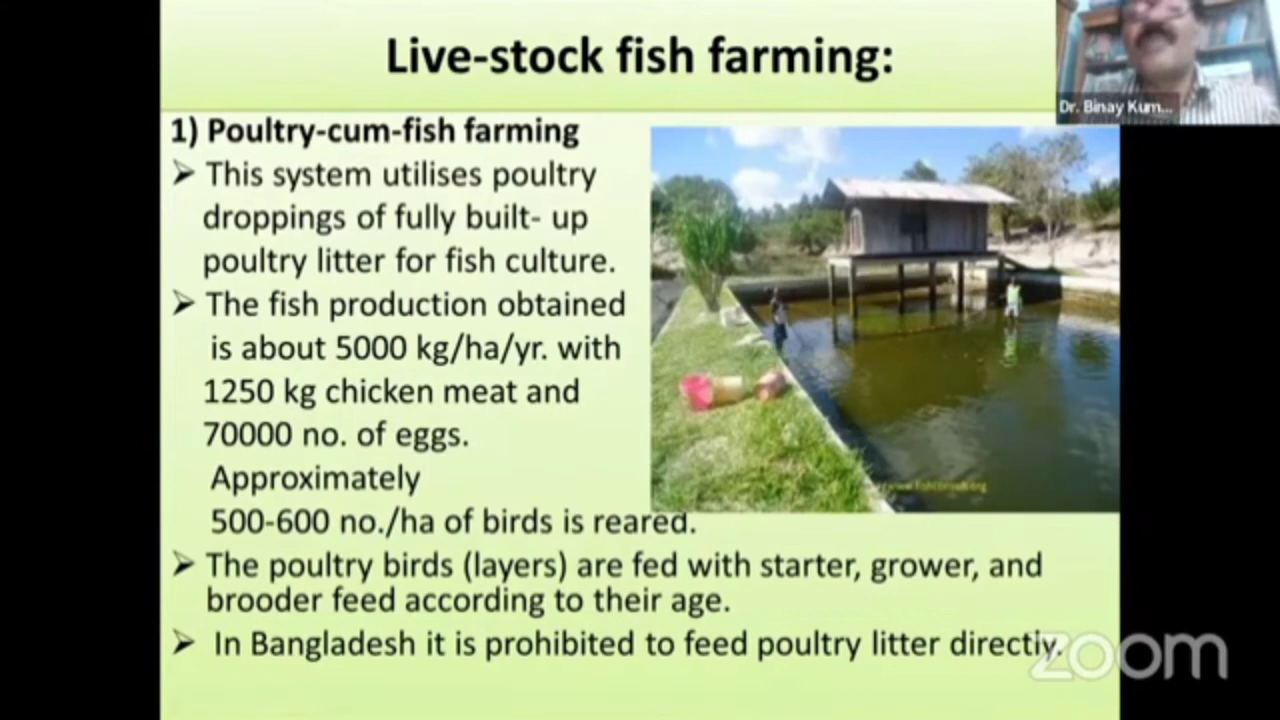 Live-stock fish farming:
Dr. Binay Kum...
1) Poultry-cum-fish farming
➢ This system utilises poultry
droppings of fully built- up
poultry litter for fish culture.
➢ The fish production obtained
is about 5000 kg/ha/yr. with
1250 kg chicken meat and
70000 no. of eggs.
Approximately
500-600 no./ha of birds is reared.
➢ The poultry birds (layers) are fed with starter, grower, and
brooder feed according to their age.
➢ In Bangladesh it is prohibited to feed poultry litter directly.
zoom